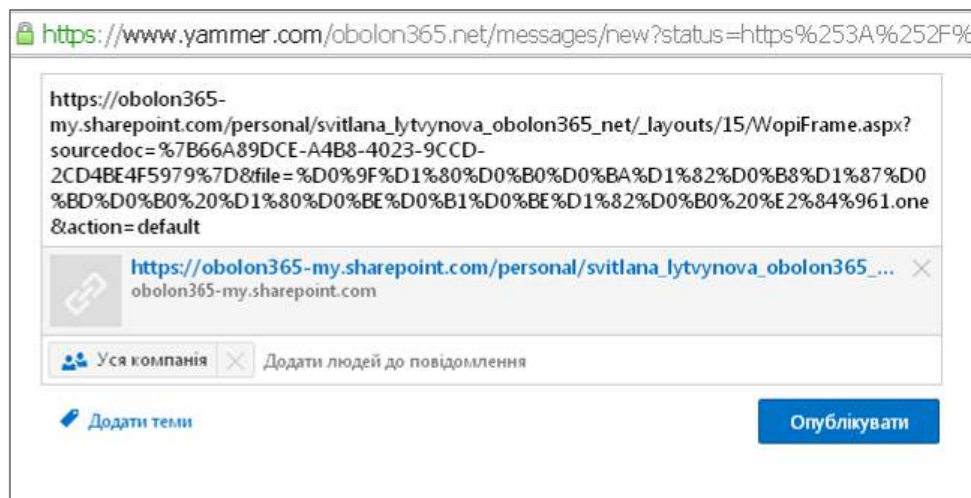 https://www.yammer.com/obolon365.net/messages/new?status=https%253A%252F%
https://obolon365-
my.sharepoint.com/personal/svitlana_lytvynova_obolon365_net/_layouts/15/WopiFrame.aspx?
sourcedoc=%7B66A89DCE-A4B8-4023-9CCD-
2CD4BE4F5979%7D&file=%D0%9F%D1%80%D0%B0%D0%BA%D1%82%D0%B8%D1%87%D0
%BD%D0%B0%20%D1%80%D0%BE%D0%B1%D0%BE%D1%82%D0%B0%20%E2%84%961.one
&action=default
https://obolon365-my.sharepoint.com/personal/svitlana_lytvynova_obolon365_...
obolon365-my.sharepoint.com
Уся компанія Додати людей до повідомлення
Додати теми Опублікувати